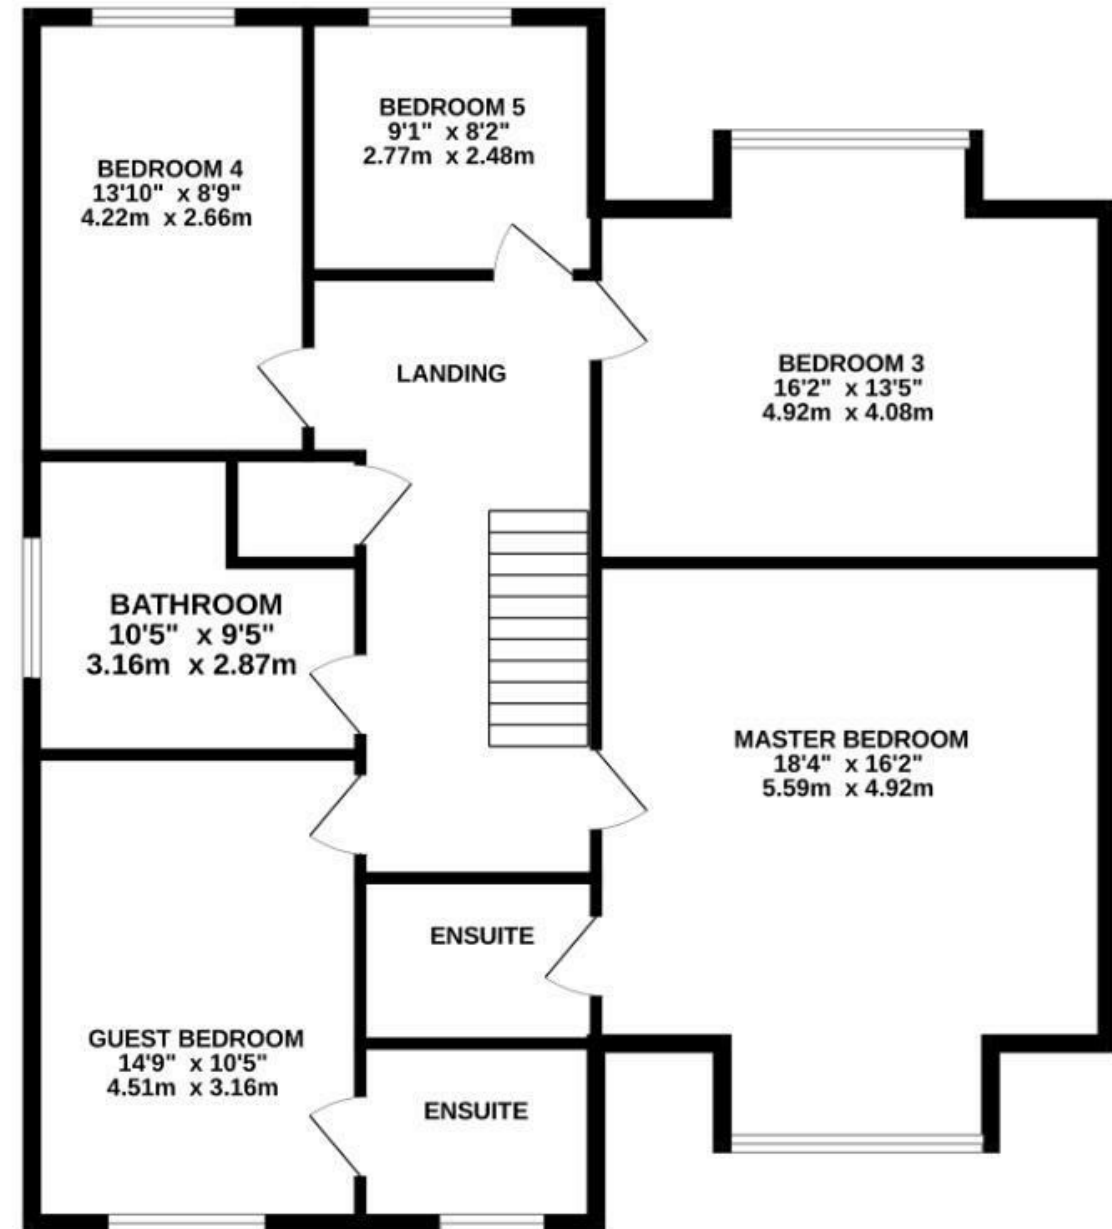 BEDROOM 5
9'1" x 8'2"
2.77m x 2.48m
BEDROOM 4
13'10" x 8'9"
4.22m x 2.66m
LANDING
BEDROOM 3
16'2" x 13'5"
4.92m x 4.08m
BATHROOM
10'5" x 9'5"
3.16m x 2.87m
MASTER BEDROOM
18'4" x 16'2"
5.59m x 4.92m
ENSUITE
GUEST BEDROOM
14'9" x 10'5"
4.51m x 3.16m
ENSUITE